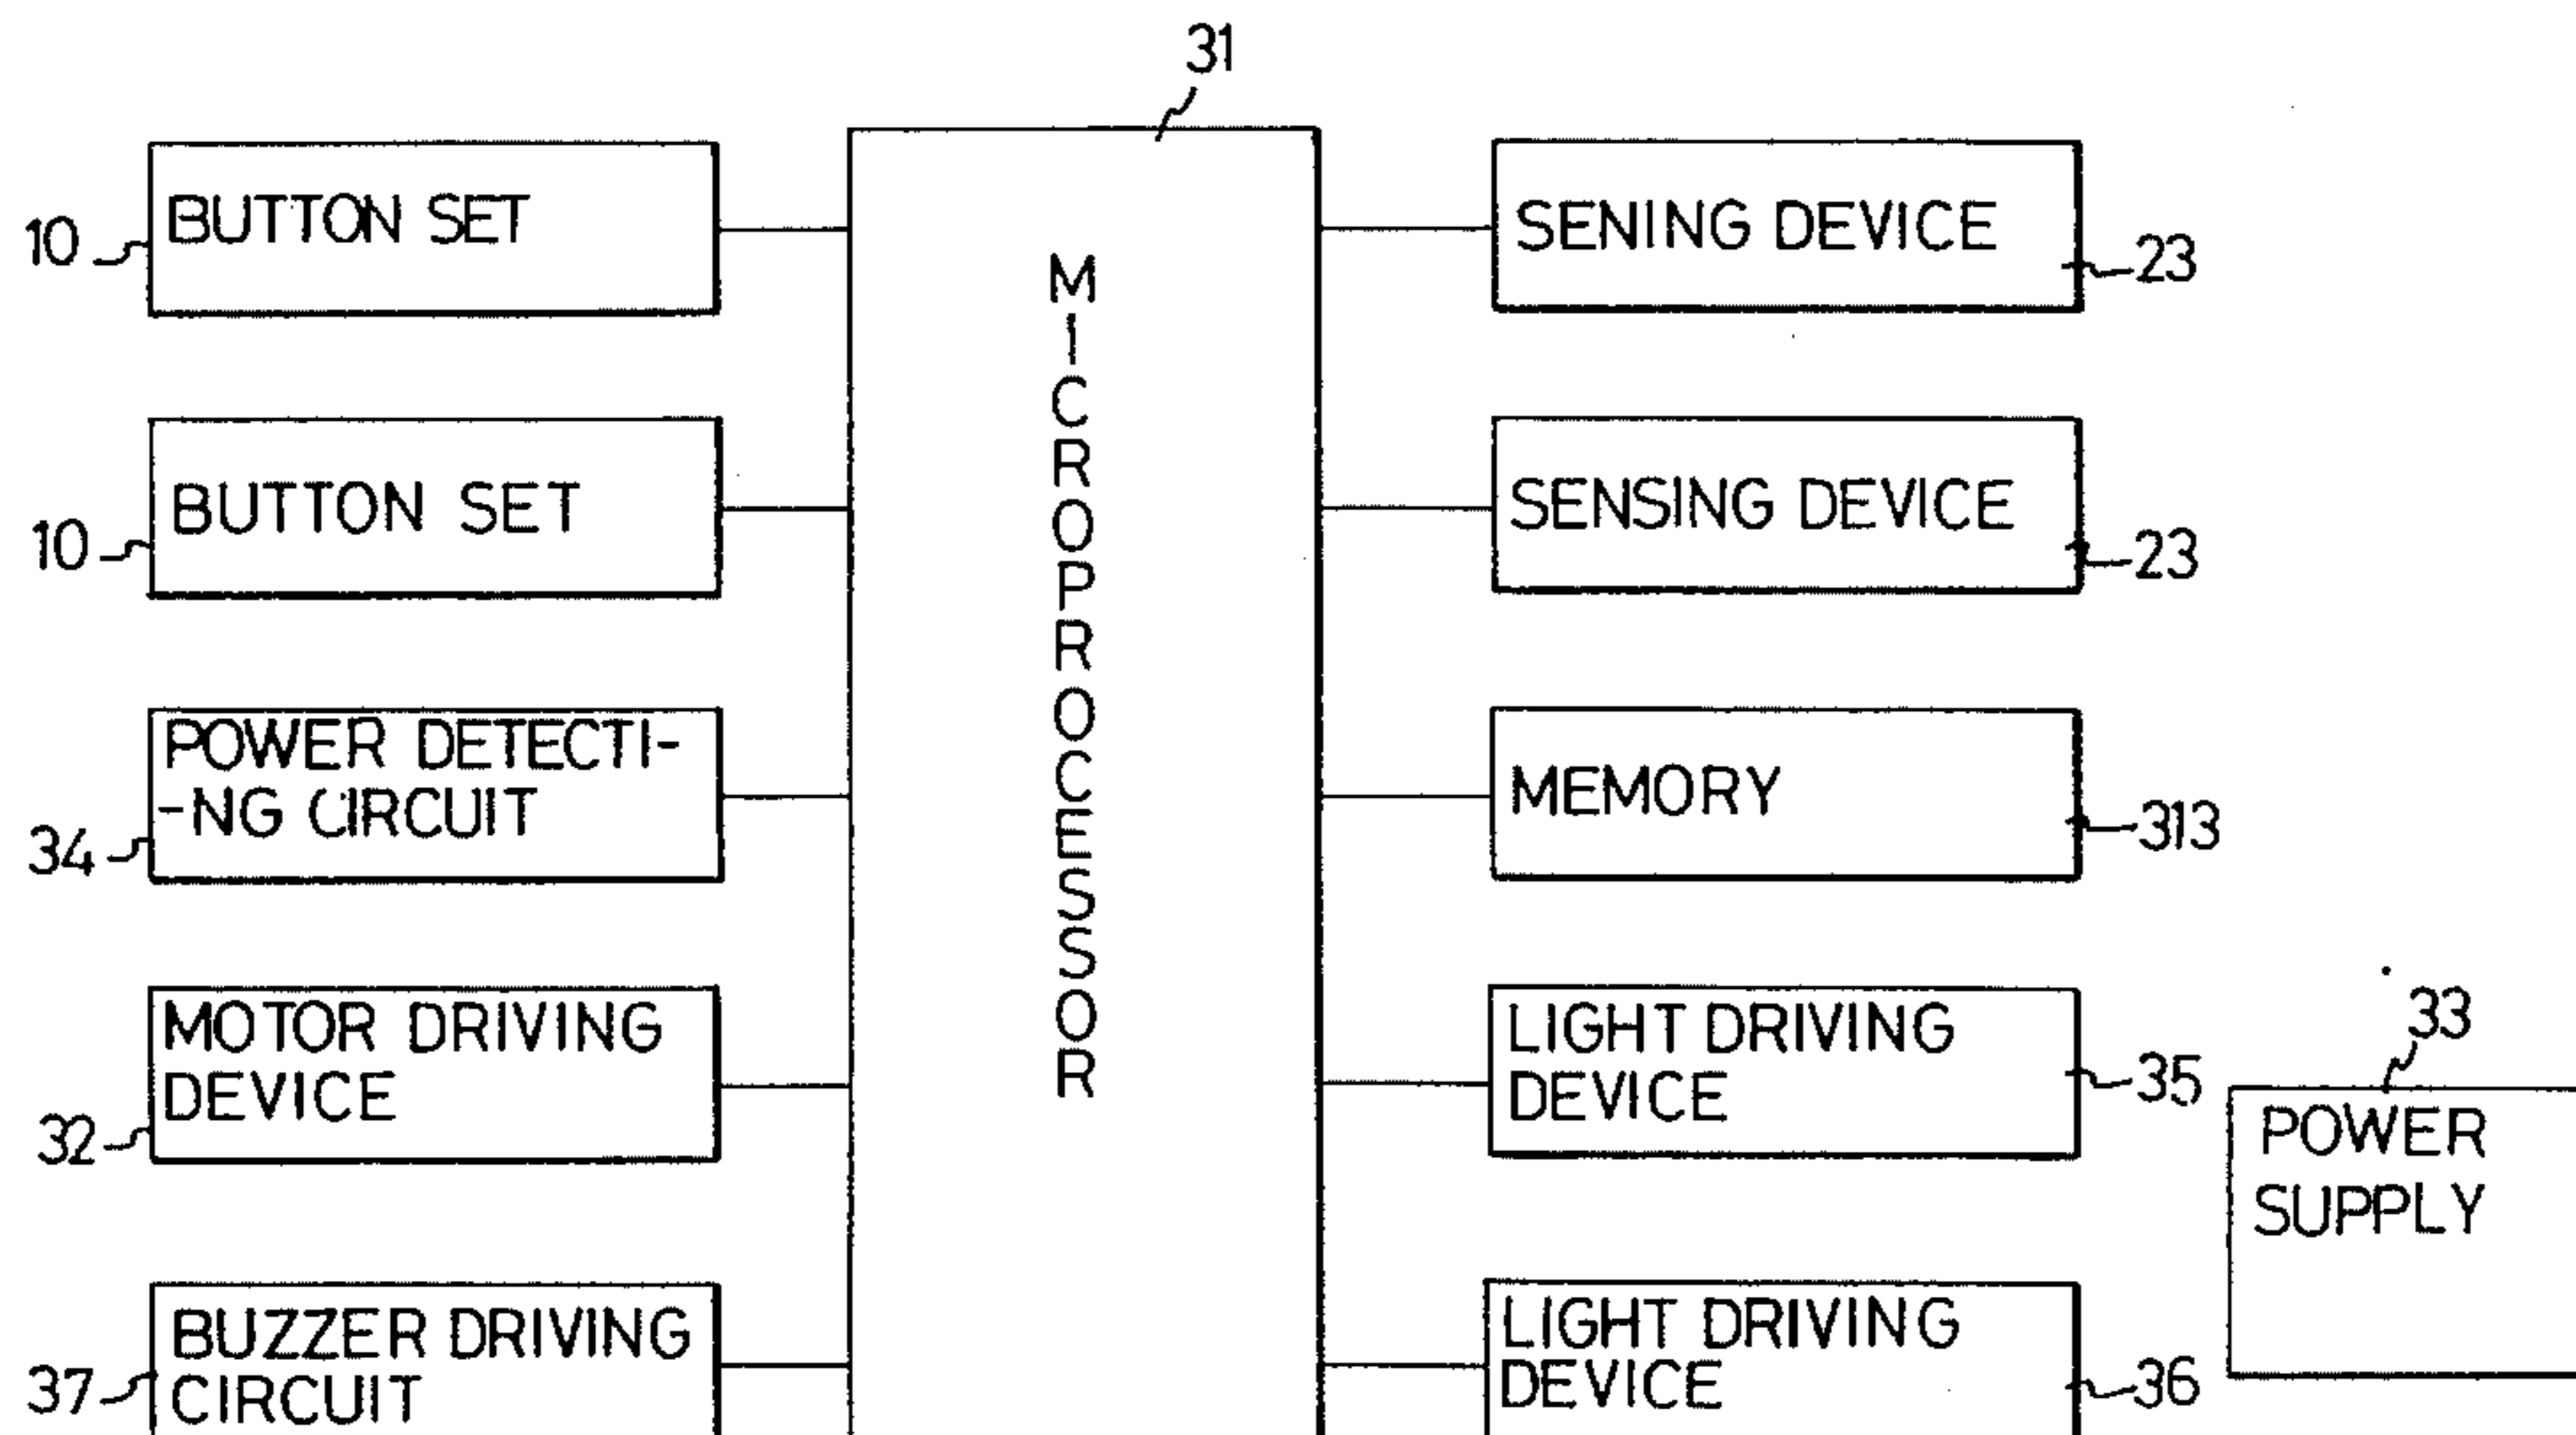 31
BUTTON SET
10
BUTTON SET
10
POWER DETECTI-
-NG CIRCUIT
34
MOTOR DRIVING
DEVICE
32
BUZZER DRIVING
CIRCUIT
37
MICROPROCESSOR
SENING DEVICE
23
SENSING DEVICE
23
MEMORY
313
LIGHT DRIVING
DEVICE
35
LIGHT DRIVING
DEVICE
36
33
POWER
SUPPLY